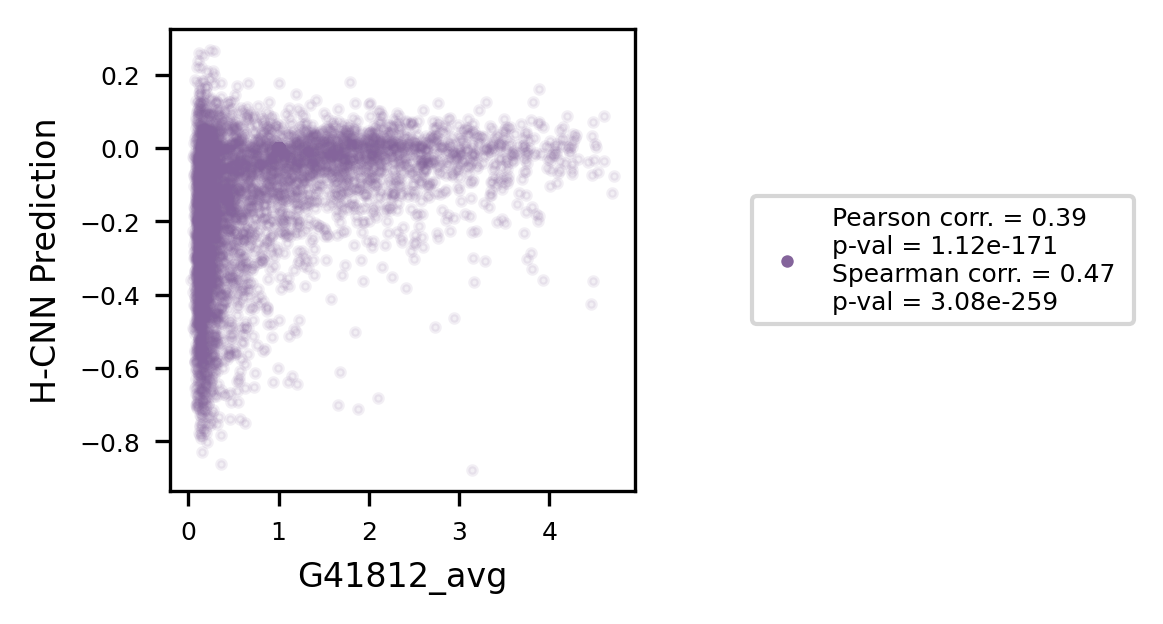 H-CNN Prediction
0.2
0.0
−0.2
−0.4
−0.6
−0.8
0 1 2 3 4
G41812_avg
Pearson corr. = 0.39
p-val = 1.12e-171
Spearman corr. = 0.47
p-val = 3.08e-259